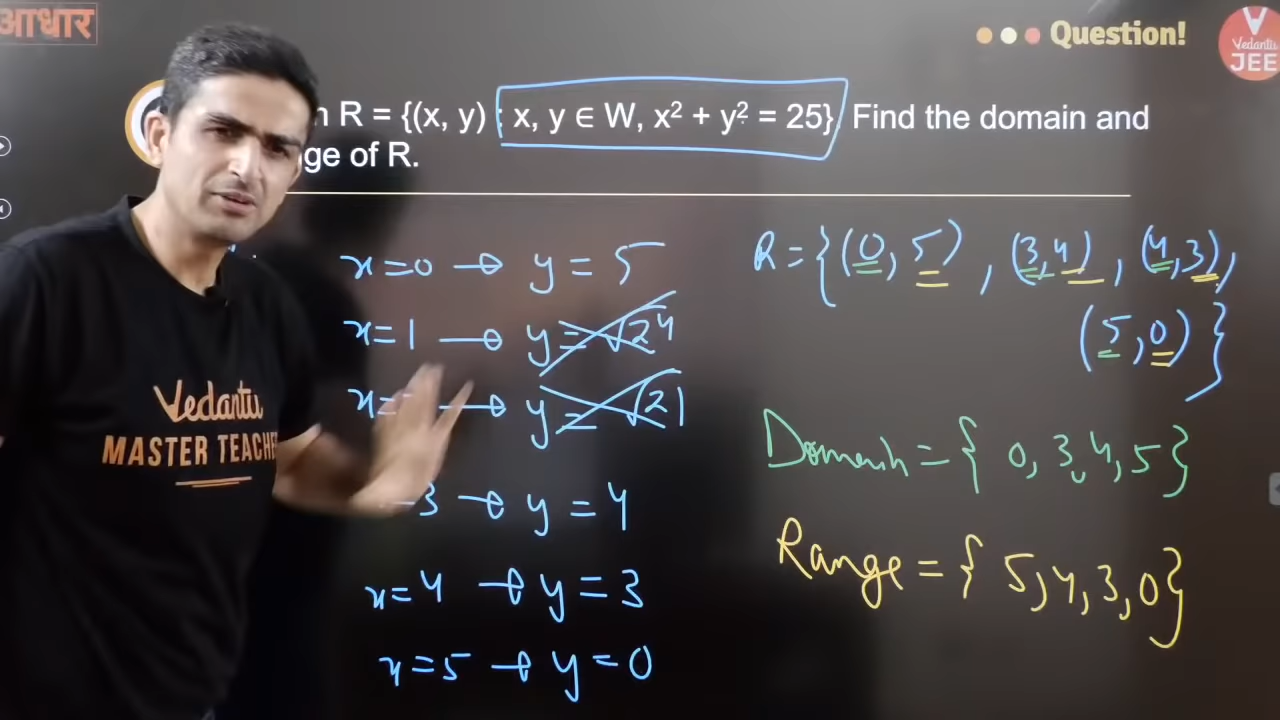 आधार
Question!
Vedantu
JEE
R = {(x, y) : x, y ∈ W, x² + y² = 25}. Find the domain and
ge of R.
x=0 → y = 5
x=1 → y = √24
x= → y = √21
3 → y = 4
x=4 → y = 3
x=5 → y = 0
R = {(0, 5), (3,4), (4,3),
(5,0)}
Domain = { 0, 3, 4, 5 }
Range = { 5, 4, 3, 0 }
Vedantu
MASTER TEACHE